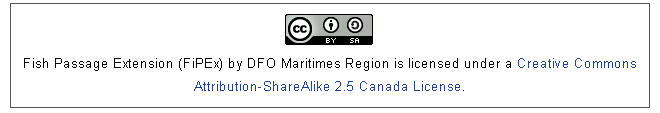 cc
BY SA
Fish Passage Extension (FiPEx) by DFO Maritimes Region is licensed under a Creative Commons
Attribution-ShareAlike 2.5 Canada License.